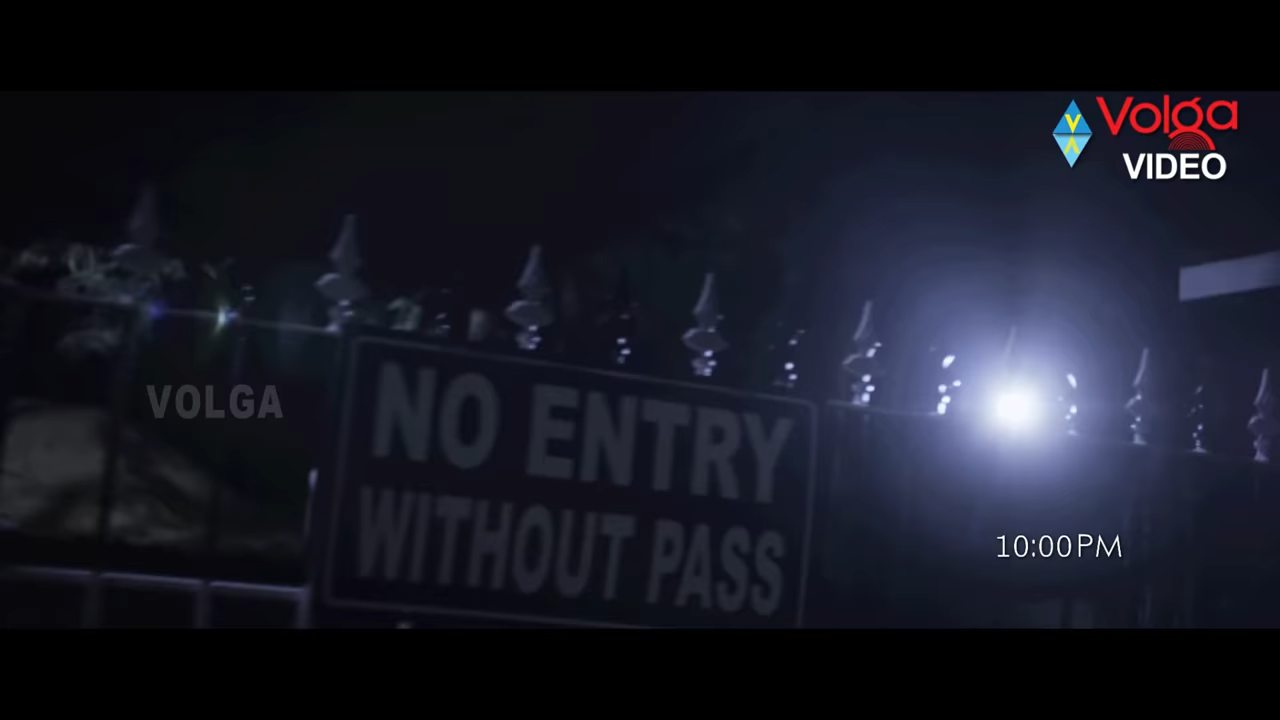 Volga
VIDEO
VOLGA
NO ENTRY
WITHOUT PASS
10:00PM